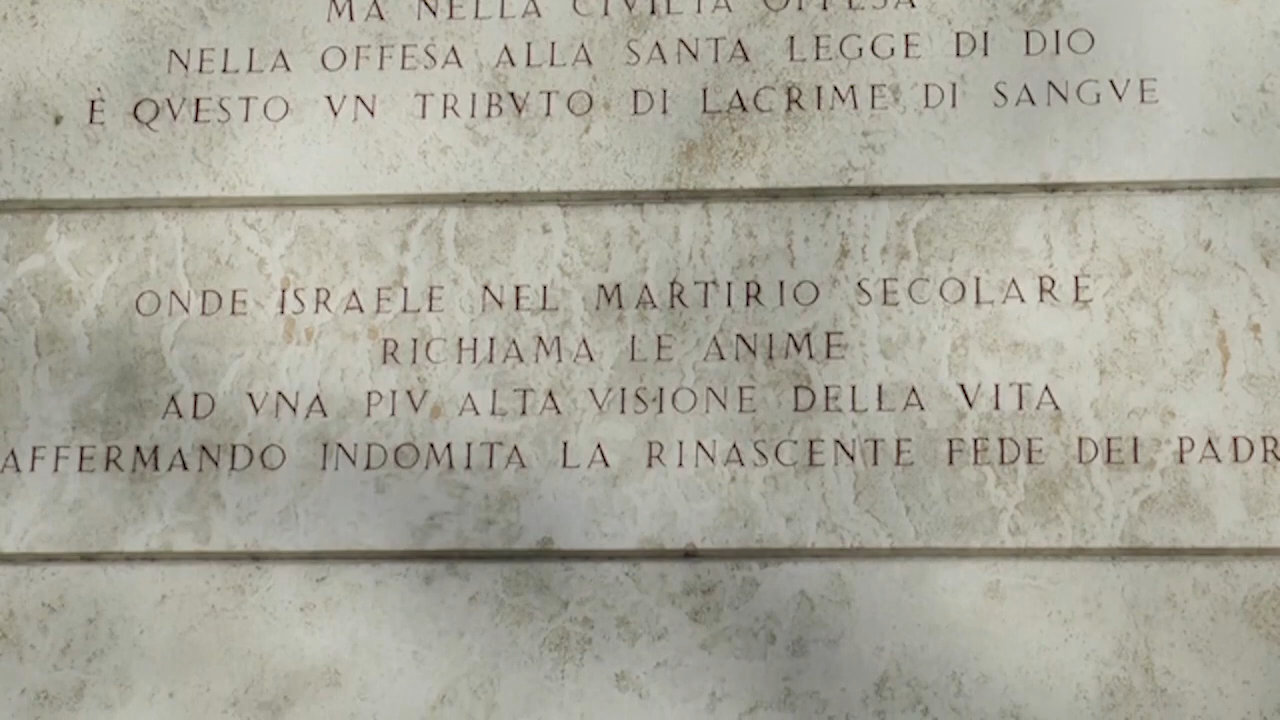 MA NELLA CIVILTÀ OFFESA
NELLA OFFESA ALLA SANTA LEGGE DI DIO
È QVESTO VN TRIBVTO DI LACRIME DI SANGVE
ONDE ISRAELE NEL MARTIRIO SECOLARE
RICHIAMA LE ANIME
AD VNA PIV ALTA VISIONE DELLA VITA
AFFERMANDO INDOMITA LA RINASCENTE FEDE DEI PADR